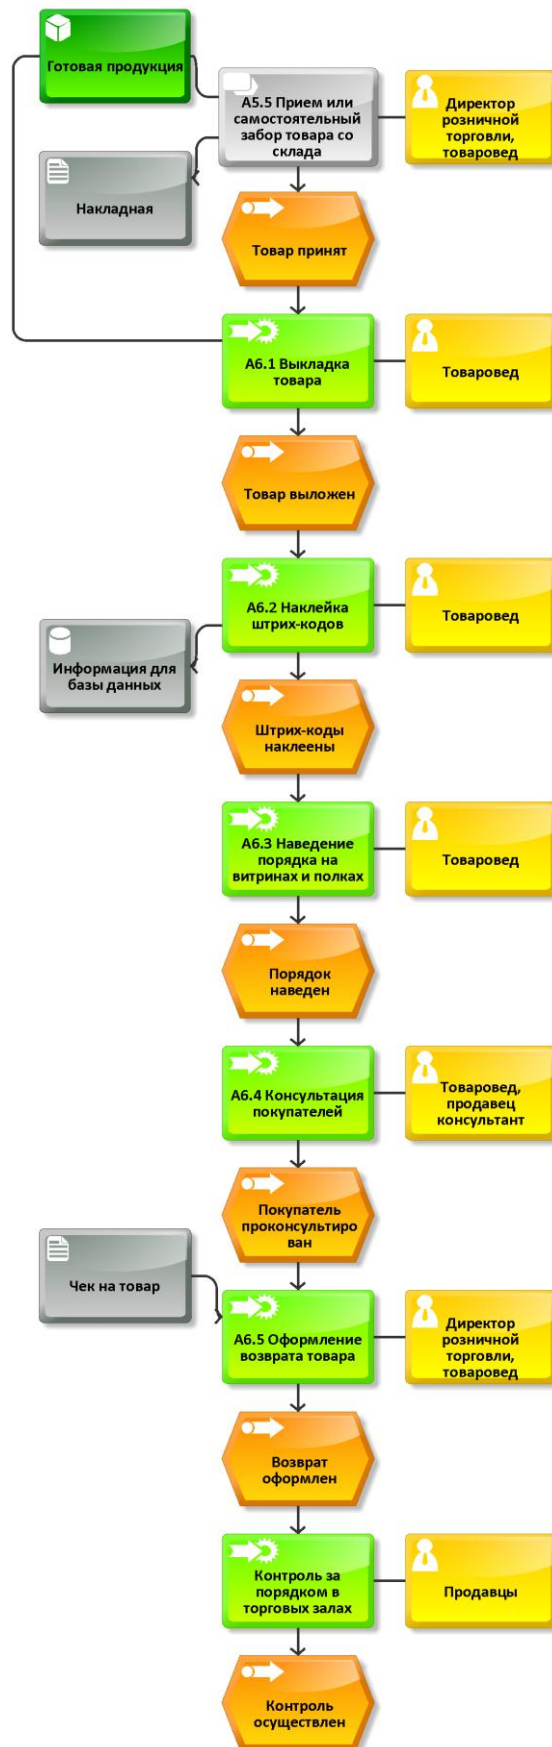 Готовая продукция
А5.5 Прием или
самостоятельный
забор товара со
склада
Директор
розничной
торговли,
товаровед
Накладная
Товар принят
А6.1 Выкладка
товара
Товаровед
Товар выложен
А6.2 Наклейка
штрих-кодов
Товаровед
Информация для
базы данных
Штрих-коды
наклеены
А6.3 Наведение
порядка на
витринах и полках
Товаровед
Порядок
наведен
А6.4 Консультация
покупателей
Товаровед,
продавец
консультант
Покупатель
проконсультиро
ван
Чек на товар
А6.5 Оформление
возврата товара
Директор
розничной
торговли,
товаровед
Возврат
оформлен
Контроль за
порядком в
торговых залах
Продавцы
Контроль
осуществлен